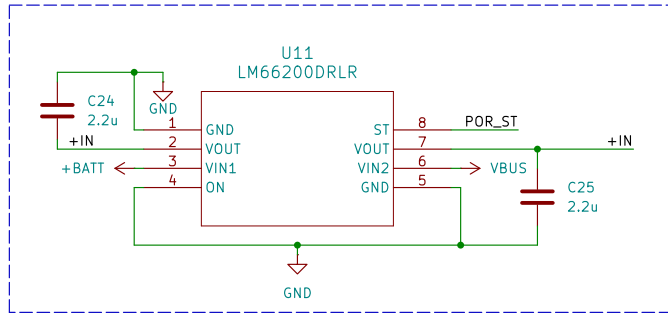 U11
LM66200DRLR
C24
2.2u
GND
+IN
1 GND
2 VOUT
+BATT 3 VIN1
4 ON
ST 8 POR_ST
VOUT 7 +IN
VIN2 6 VBUS
GND 5
C25
2.2u
GND